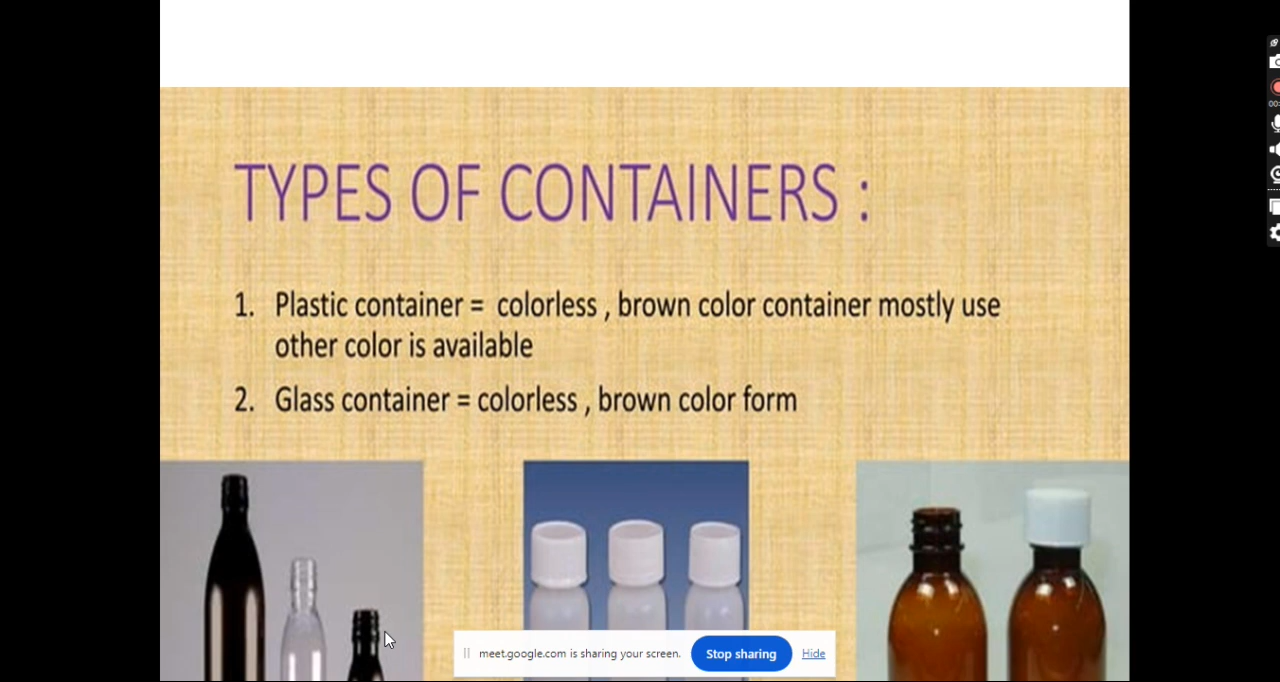 TYPES OF CONTAINERS :
1. Plastic container = colorless , brown color container mostly use
other color is available
2. Glass container = colorless , brown color form
meet.google.com is sharing your screen. Stop sharing Hide